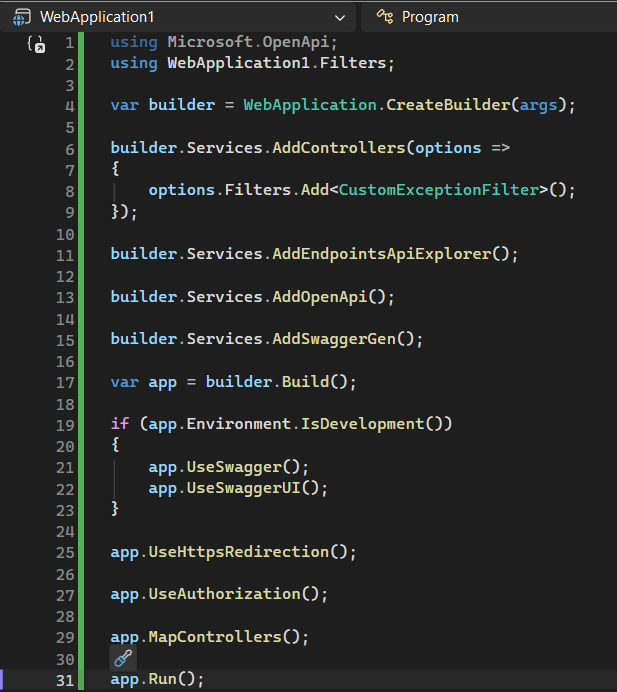 WebApplication1 Program
1 using Microsoft.OpenApi;
2 using WebApplication1.Filters;
3
4 var builder = WebApplication.CreateBuilder(args);
5
6 builder.Services.AddControllers(options =>
7 {
8 options.Filters.Add<CustomExceptionFilter>();
9 });
10
11 builder.Services.AddEndpointsApiExplorer();
12
13 builder.Services.AddOpenApi();
14
15 builder.Services.AddSwaggerGen();
16
17 var app = builder.Build();
18
19 if (app.Environment.IsDevelopment())
20 {
21 app.UseSwagger();
22 app.UseSwaggerUI();
23 }
24
25 app.UseHttpsRedirection();
26
27 app.UseAuthorization();
28
29 app.MapControllers();
30
31 app.Run();